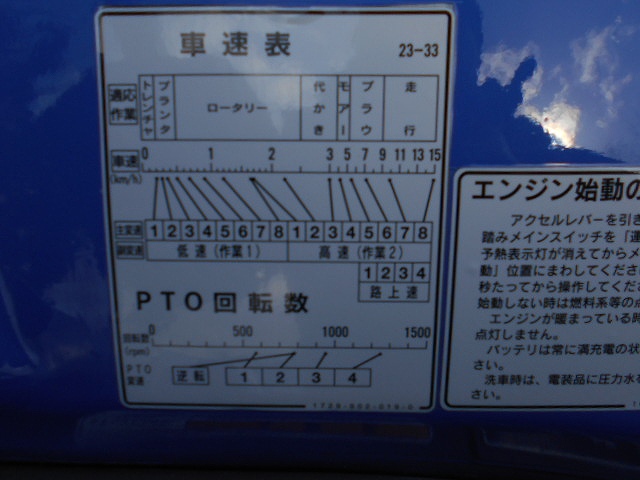 車速表
23-33
適応作業
トレンチャ プランタ ロータリー 代かき モアー プラウ 走行
車速 0 1 2 3 5 7 9 11 13 15
(km/h)
主変速 1 2 3 4 5 6 7 8 1 2 3 4 5 6 7 8
副変速 低速(作業1) 高速(作業2)
1 2 3 4
路上速
PTO回転数
回転数 0 500 1000 1500
(rpm)
PTO変速 逆転 1 2 3 4
エンジン始動の
アクセルレバーを引き
踏みメインスイッチを「運
予熱表示灯が消えてからメ
動」位置にまわしてくださ
秒たってから操作してくだ
始動しない時は燃料系等の点
エンジンが暖まっている時
点灯しません。
バッテリは常に満充電の状
さい。
洗車時は、電装品に圧力水を
さい。